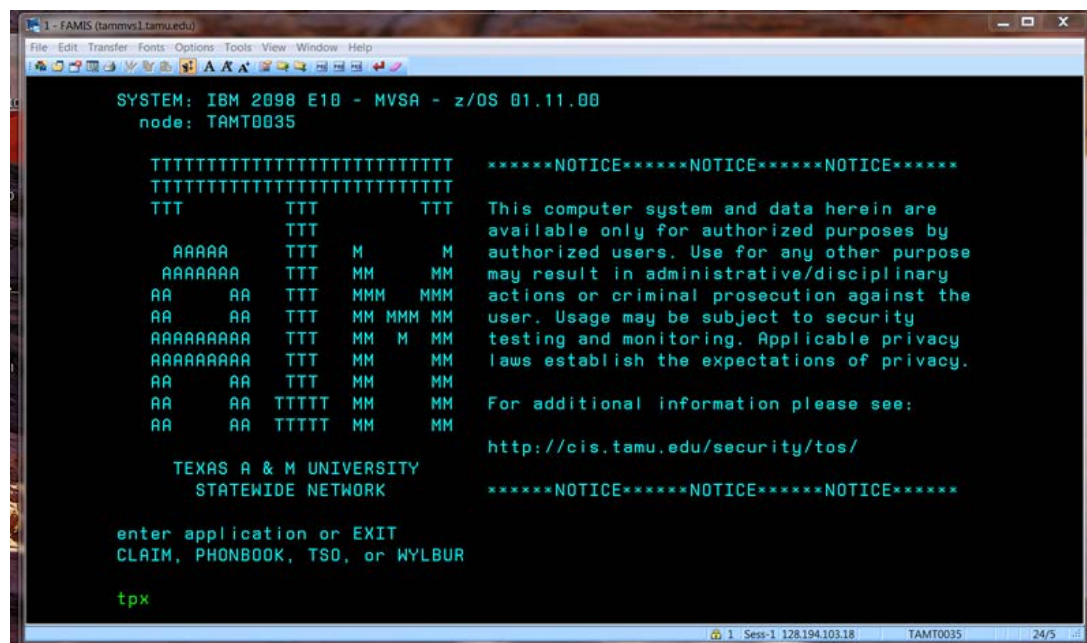 1 - FAMIS (tammvs1.tamu.edu)
File Edit Transfer Fonts Options Tools View Window Help
SYSTEM: IBM 2098 E10 - MVSA - z/OS 01.11.00
node: TAMT0035
TTTTTTTTTTTTTTTTTTTTTTTTTTT ******NOTICE******NOTICE******NOTICE******
TTTTTTTTTTTTTTTTTTTTTTTTTTT
TTT TTT TTT This computer system and data herein are
TTT available only for authorized purposes by
AAAAA TTT M M authorized users. Use for any other purpose
AAAAAAA TTT MM MM may result in administrative/disciplinary
AA AA TTT MMM MMM actions or criminal prosecution against the
AA AA TTT MM MMM MM user. Usage may be subject to security
AAAAAAAAA TTT MM M MM testing and monitoring. Applicable privacy
AAAAAAAAA TTT MM MM laws establish the expectations of privacy.
AA AA TTT MM MM
AA AA TTTTT MM MM For additional information please see:
AA AA TTTTT MM MM
http://cis.tamu.edu/security/tos/
TEXAS A & M UNIVERSITY
STATEWIDE NETWORK ******NOTICE******NOTICE******NOTICE******
enter application or EXIT
CLAIM, PHONBOOK, TSO, or WYLBUR
tpx
1 Sess-1 128.194.103.18 TAMT0035 24/5